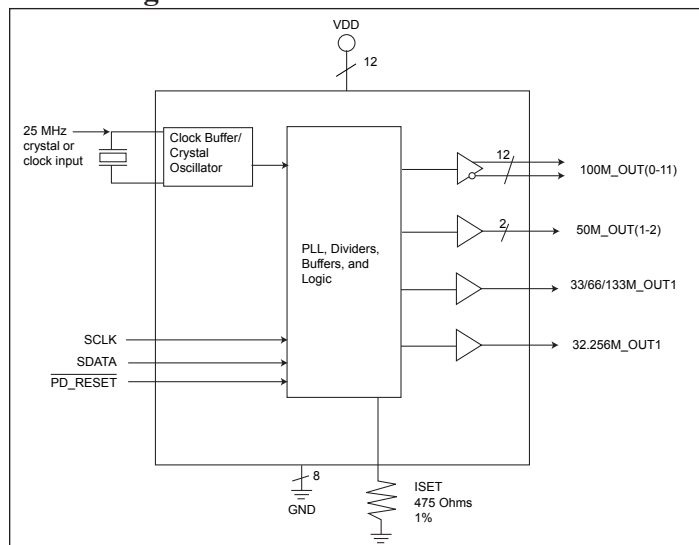 g
VDD
12
25 MHz
crystal or
clock input
Clock Buffer/
Crystal
Oscillator
PLL, Dividers,
Buffers, and
Logic
12
100M_OUT(0-11)
2
50M_OUT(1-2)
33/66/133M_OUT1
32.256M_OUT1
SCLK
SDATA
PD_RESET
8
GND
ISET
475 Ohms
1%